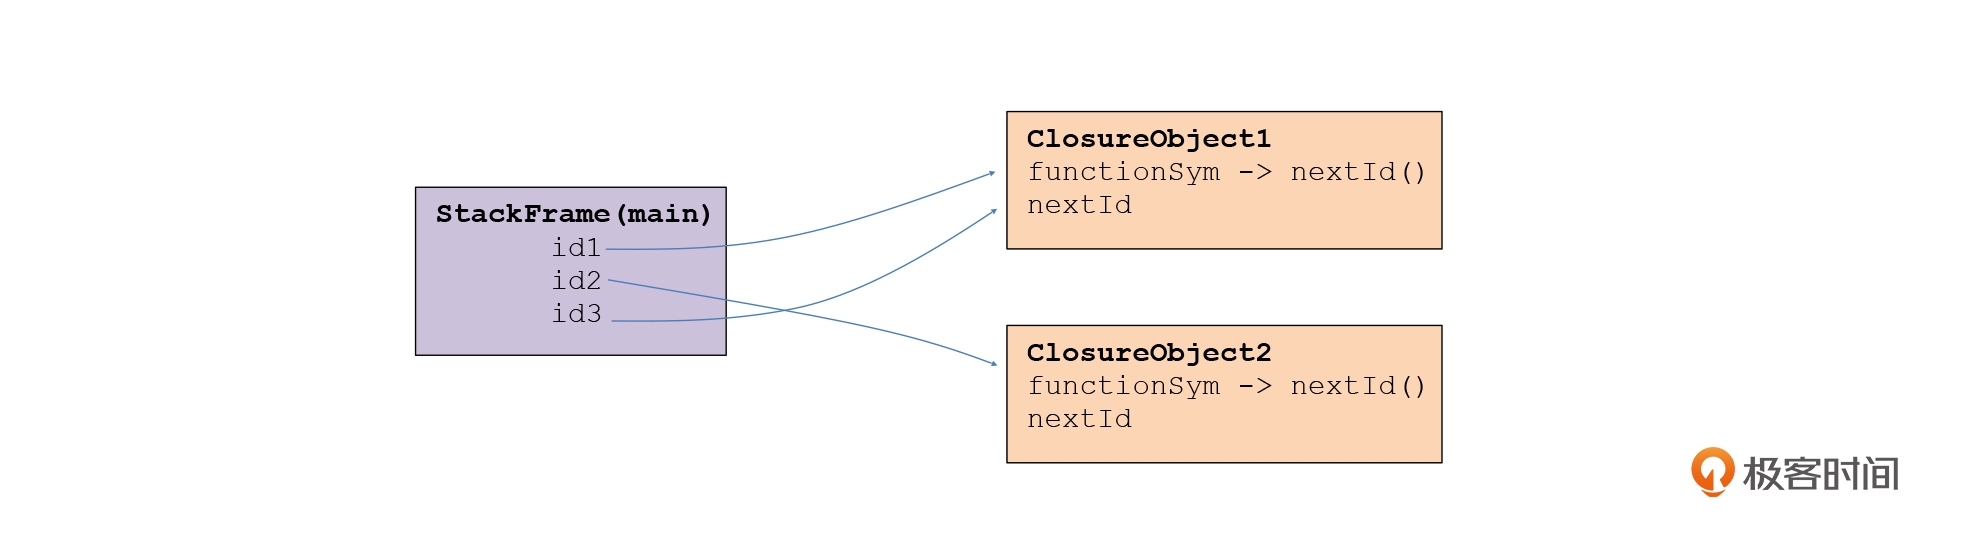 StackFrame(main)
id1
id2
id3
ClosureObject1
functionSym -> nextId()
nextId
ClosureObject2
functionSym -> nextId()
nextId
极客时间